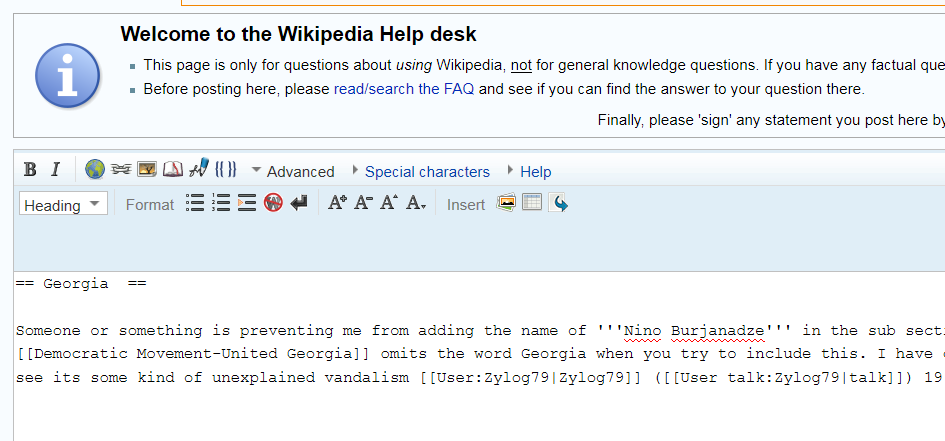 Welcome to the Wikipedia Help desk
This page is only for questions about using Wikipedia, not for general knowledge questions. If you have any factual que
Before posting here, please read/search the FAQ and see if you can find the answer to your question there.
Finally, please 'sign' any statement you post here by
B I Advanced Special characters Help
Heading Format A+ A- A A Insert
== Georgia  ==
Someone or something is preventing me from adding the name of '''Nino Burjanadze''' in the sub secti
[[Democratic Movement-United Georgia]] omits the word Georgia when you try to include this. I have
see its some kind of unexplained vandalism [[User:Zylog79|Zylog79]] ([[User talk:Zylog79|talk]]) 19